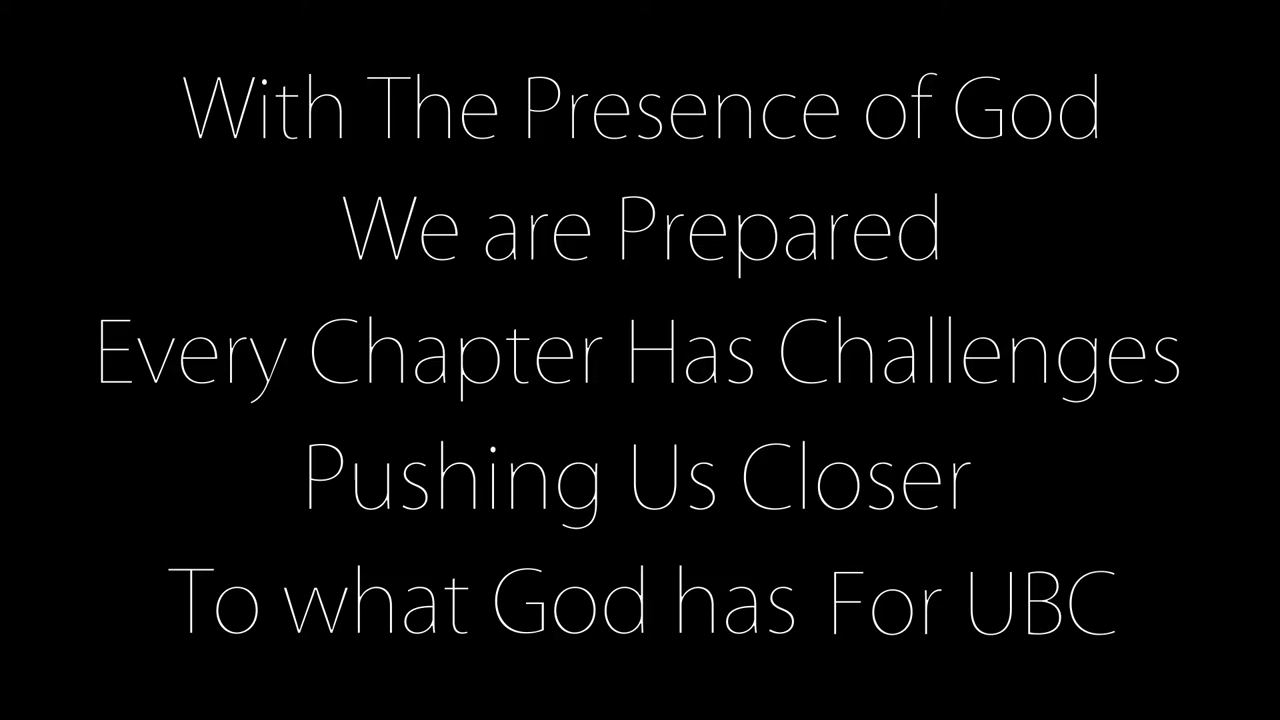 With The Presence of God
We are Prepared
Every Chapter Has Challenges
Pushing Us Closer
To what God has For UBC